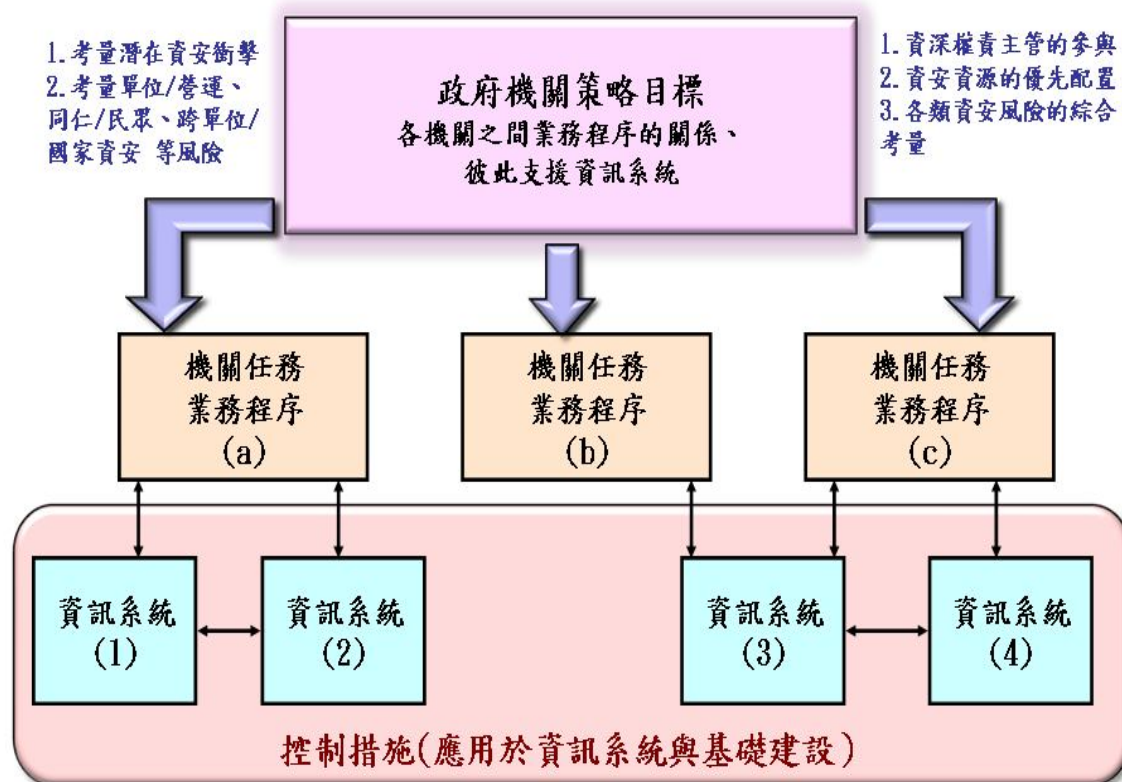 1.考量潛在資安衝擊
2.考量單位/營運、
同仁/民眾、跨單位/
國家資安 等風險
政府機關策略目標
各機關之間業務程序的關係、
彼此支援資訊系統
1.資深權責主管的參與
2.資安資源的優先配置
3.各類資安風險的綜合
考量
機關任務
業務程序
(a)
機關任務
業務程序
(b)
機關任務
業務程序
(c)
資訊系統
(1)
資訊系統
(2)
資訊系統
(3)
資訊系統
(4)
控制措施(應用於資訊系統與基礎建設)